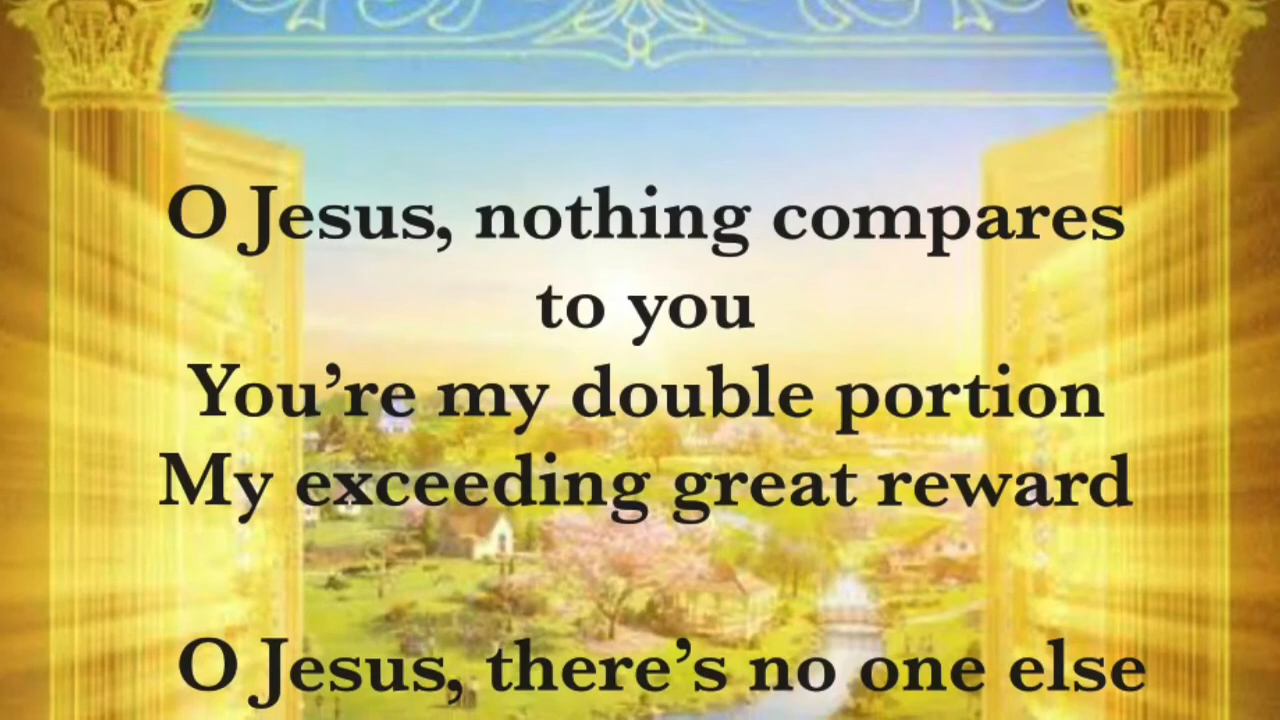 O Jesus, nothing compares
to you
You’re my double portion
My exceeding great reward
O Jesus, there’s no one else